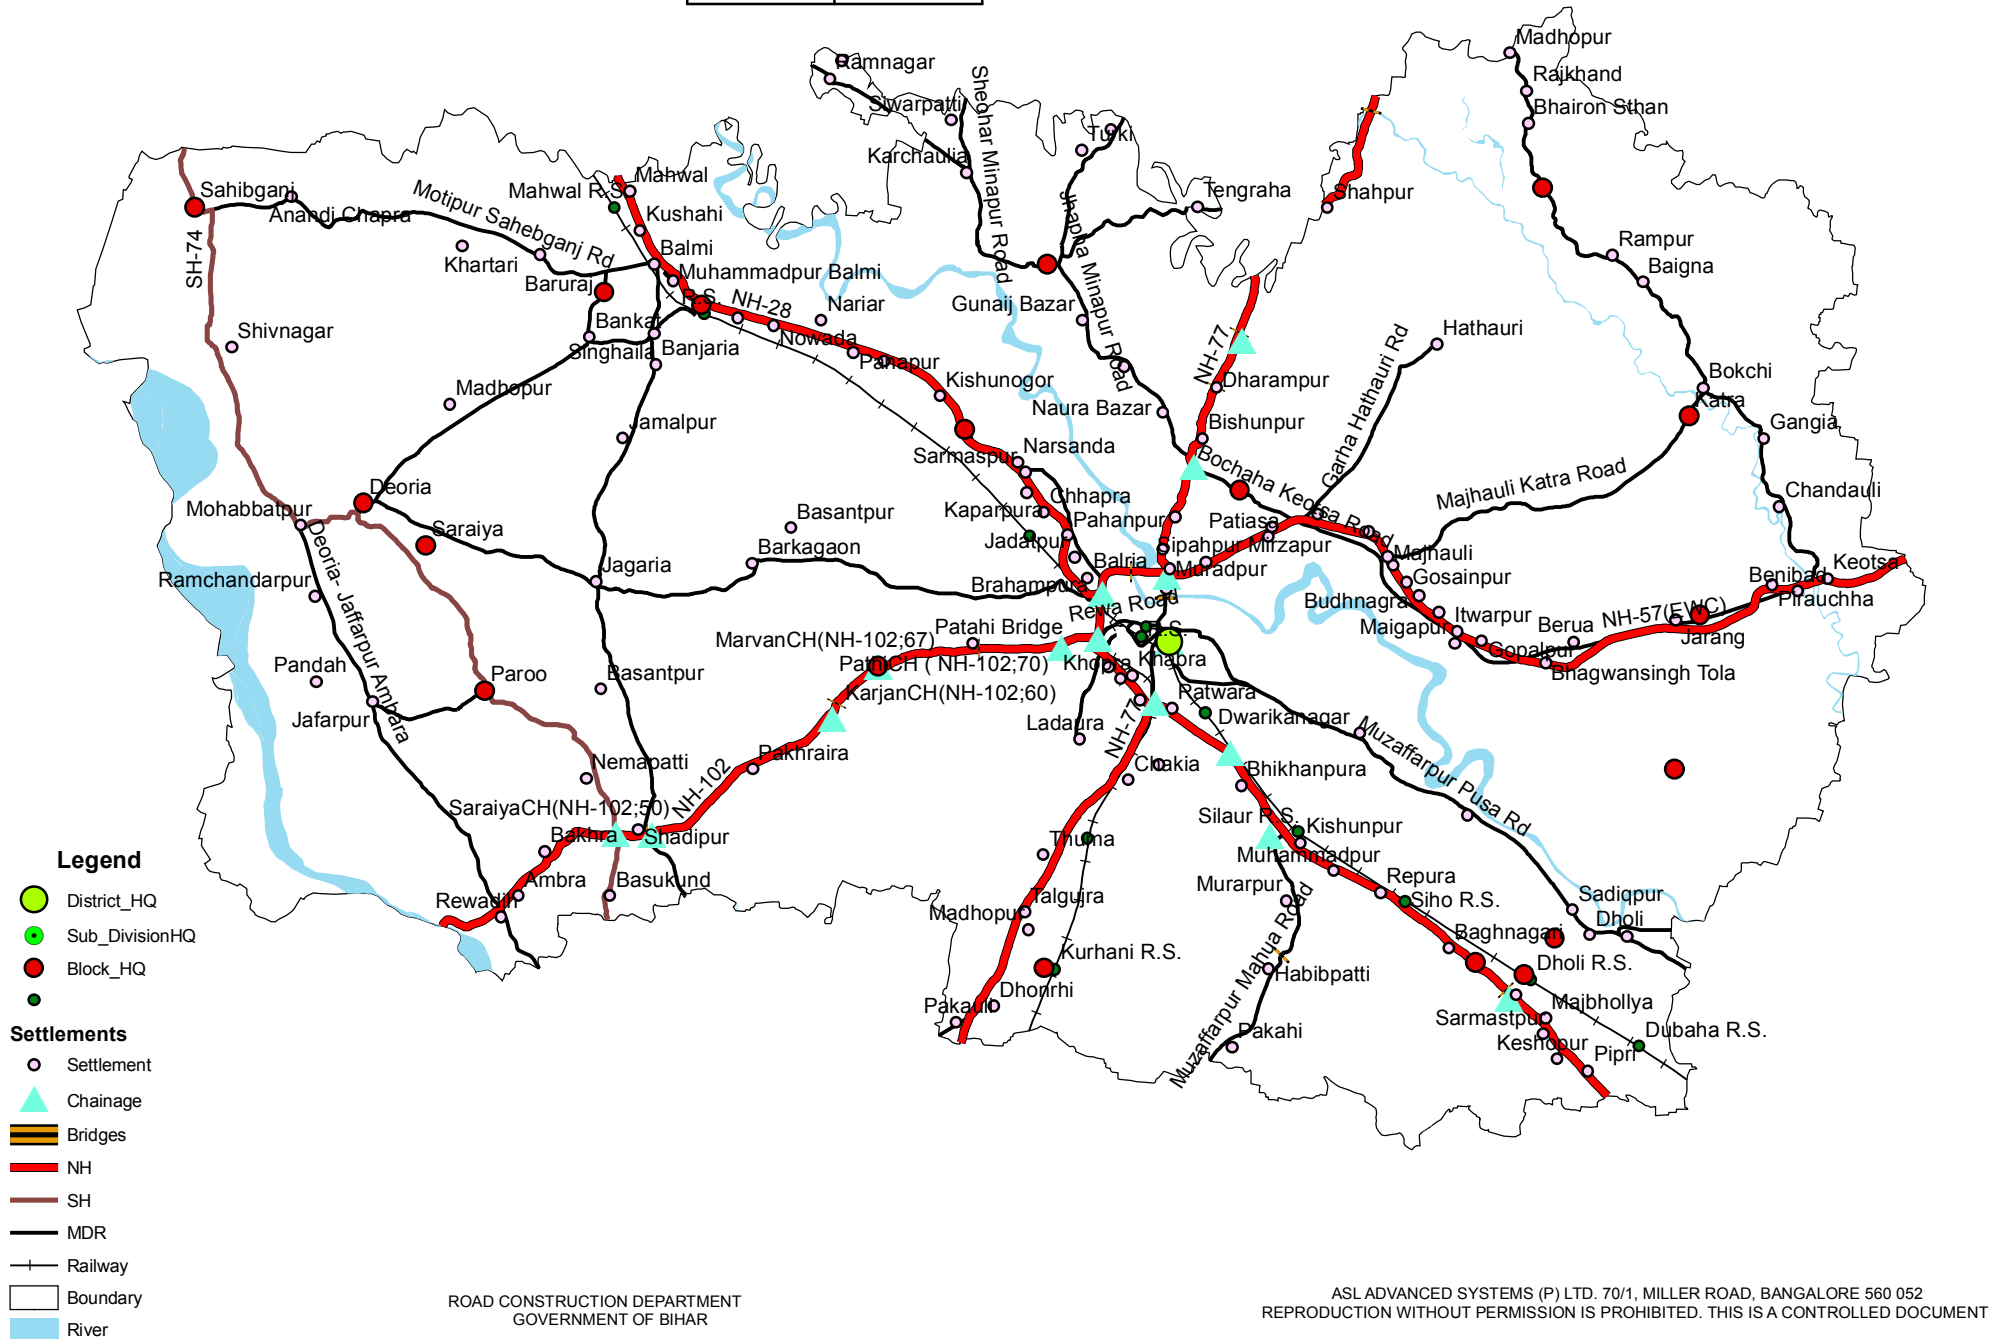 Madhopur
Ramnagar
Rajkhand
Siwarpatti
Bhairon Sthan
Sheohar Minapur Road
Turki
Karchaulia
Mahwal R.S.
Mahwal
Sahibganj
Anandi Chapra
Motipur Sahebganj Rd
Kushahi
Tengraha
Shahpur
Jhapha Minapur Road
SH-74
Khartari
Balmi
Rampur
Baigna
Baruraj
Muhammadpur Balmi
R.S.
NH-28
Nariar
Gunaij Bazar
Shivnagar
Bankat
Singhaila
Banjaria
Nowada
Panapur
NH-77
Hathauri
Garha Hathauri Rd
Madhopur
Kishunogor
Dharampur
Bokchi
Katra
Naura Bazar
Jamalpur
Bishunpur
Gangia
Narsanda
Sarmaspur
Bochaha Keotsa Road
Majhauli Katra Road
Deoria
Chhapra
Chandauli
Mohabbatpur
Kaparpura
Saraiya
Basantpur
Pahanpur
Patiasa
Jadatpur
Barkagaon
Sipahpur
Mirzapur
Majhauli
Deoria- Jaffarpur Ambara
Ramchandarpur
Jagaria
Balria
Muradpur
Keotsa
Brahampura
Gosainpur
Benibad
Pirauchha
Rewa Road
Budhnagra
Itwarpur
NH-57(EWC)
MarvanCH(NH-102;67)
Patahi Bridge
R.S.
Maigapur
Berua
Jarang
Gopalpur
Pandah
Paroo
Basantpur
PatniCH ( NH-102;70)
Khopra
Khabra
Bhagwansingh Tola
KarjanCH(NH-102;60)
Ratwara
Jafarpur
Ladaura
NH-77
Dwarikanagar
Muzaffarpur Pusa Rd
Pakhraira
Nemapatti
Chakia
Bhikhanpura
NH-102
SaraiyaCH(NH-102;50)
Silaur R.S.
Kishunpur
Bakhra
Shadipur
Thuma
Muhammadpur
Legend
Ambra
Basukund
Murarpur
Repura
District_HQ
Rewadih
Talgujra
Siho R.S.
Sadiqpur
Madhopur
Dholi
Sub_DivisionHQ
Baghnagari
Kurhani R.S.
Muzaffarpur Mahua Road
Dholi R.S.
Block_HQ
Habibpatti
Dhonrhi
Majbhollya
Pakauli
Sarmastpur
Settlements
Pakahi
Keshopur
Dubaha R.S.
Pipri
Settlement
Chainage
Bridges
NH
SH
MDR
Railway
Boundary
River
ROAD CONSTRUCTION DEPARTMENT
GOVERNMENT OF BIHAR
ASL ADVANCED SYSTEMS (P) LTD. 70/1, MILLER ROAD, BANGALORE 560 052
REPRODUCTION WITHOUT PERMISSION IS PROHIBITED. THIS IS A CONTROLLED DOCUMENT